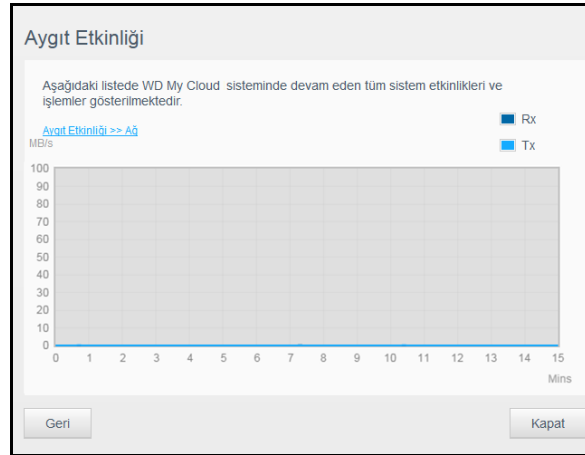 Aygıt Etkinliği
Aşağıdaki listede WD My Cloud sisteminde devam eden tüm sistem etkinlikleri ve
işlemler gösterilmektedir.
Rx
Aygıt Etkinliği >> Ağ
MB/s
Tx
100
90
80
70
60
50
40
30
20
10
0
0 1 2 3 4 5 6 7 8 9 10 11 12 13 14 15
Mins
Geri Kapat